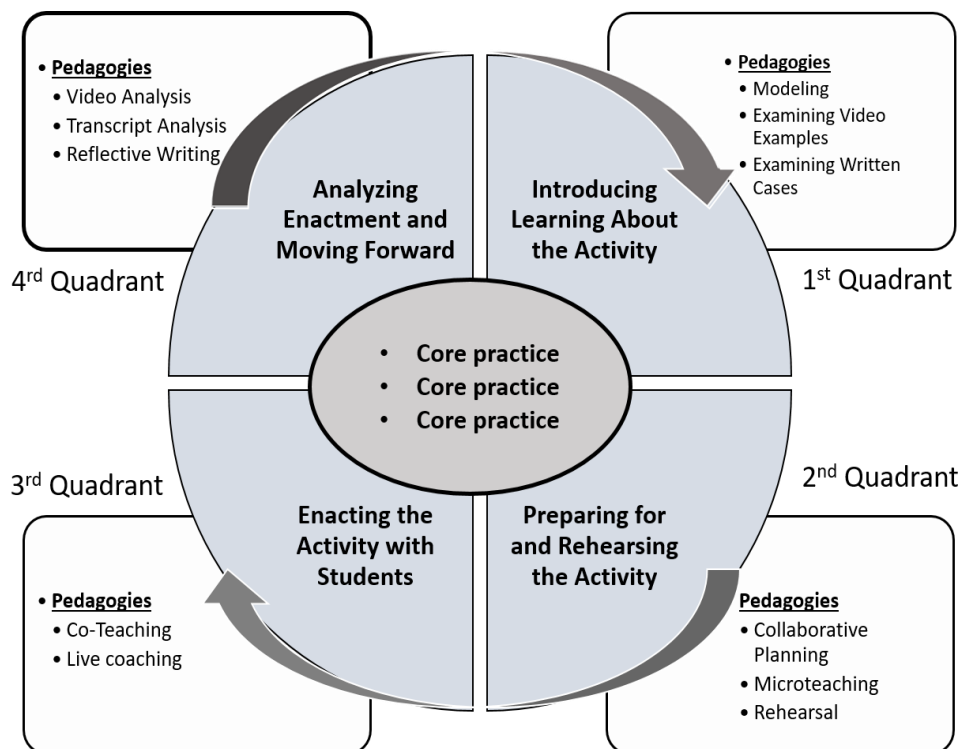 • Pedagogies
• Video Analysis
• Transcript Analysis
• Reflective Writing
Analyzing
Enactment and
Moving Forward
4rd Quadrant
• Pedagogies
• Modeling
• Examining Video
Examples
• Examining Written
Cases
Introducing
Learning About
the Activity
1st Quadrant
• Core practice
• Core practice
• Core practice
3rd Quadrant
Enacting the
Activity with
Students
• Pedagogies
• Co-Teaching
• Live coaching
2nd Quadrant
Preparing for
and Rehearsing
the Activity
Pedagogies
• Collaborative
Planning
• Microteaching
• Rehearsal